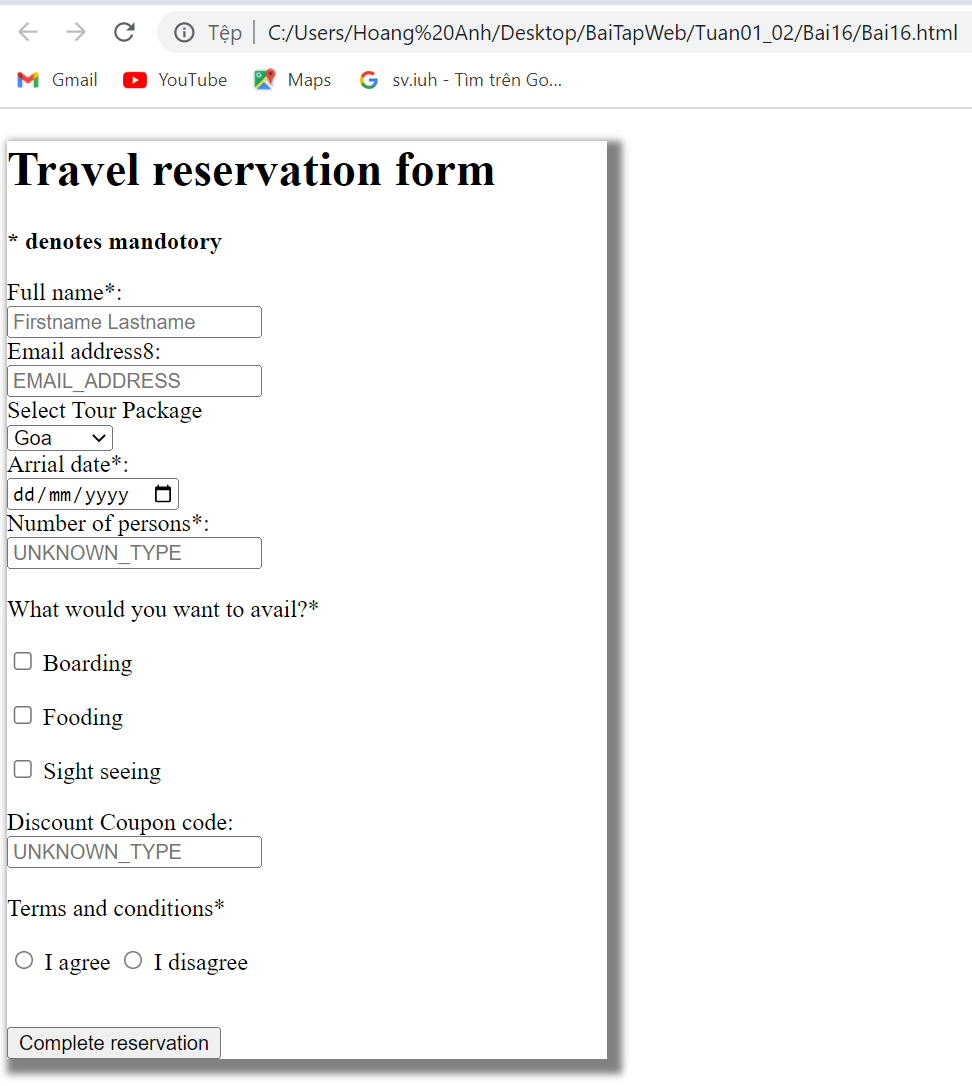 Tệp | C:/Users/Hoang%20Anh/Desktop/BaiTapWeb/Tuan01_02/Bai16/Bai16.html
Gmail YouTube Maps sv.iuh - Tìm trên Go...
Travel reservation form
* denotes mandotory
Full name*:
Firstname Lastname
Email address8:
EMAIL_ADDRESS
Select Tour Package
Goa
Arrial date*:
dd/mm/yyyy
Number of persons*:
UNKNOWN_TYPE
What would you want to avail?*
Boarding
Fooding
Sight seeing
Discount Coupon code:
UNKNOWN_TYPE
Terms and conditions*
I agree I disagree
Complete reservation